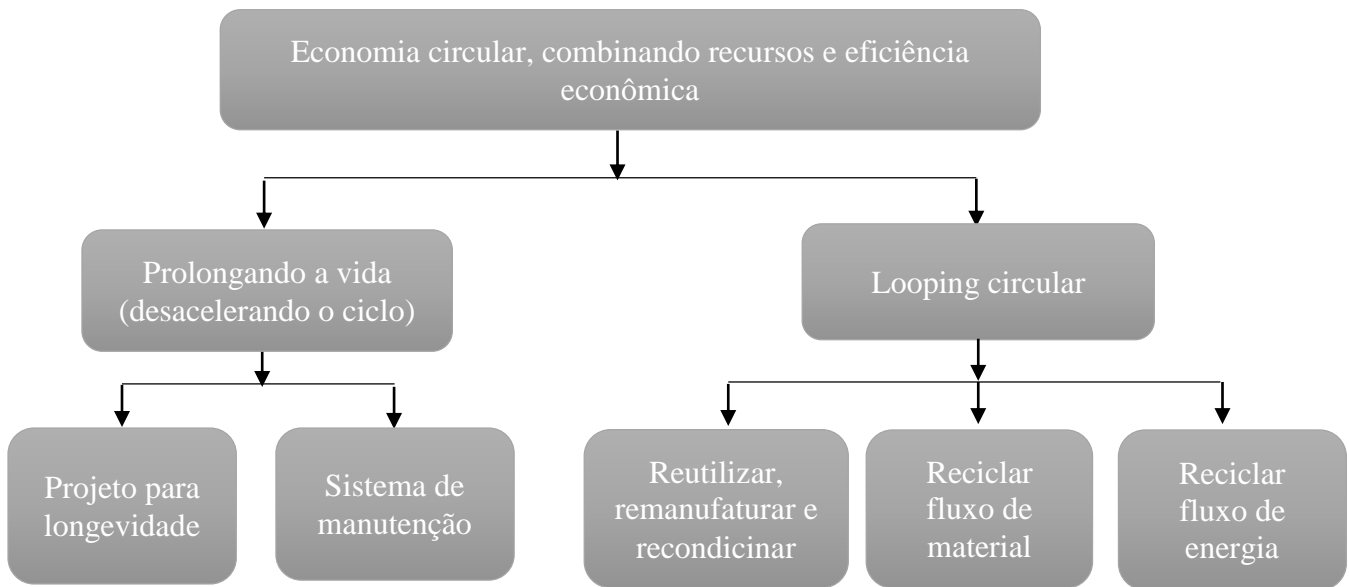 Economia circular, combinando recursos e eficiência
econômica
Prolongando a vida
(desacelerando o ciclo)
Looping circular
Projeto para
longevidade
Sistema de
manutenção
Reutilizar,
remanufaturar e
recondicinar
Reciclar
fluxo de
material
Reciclar
fluxo de
energia